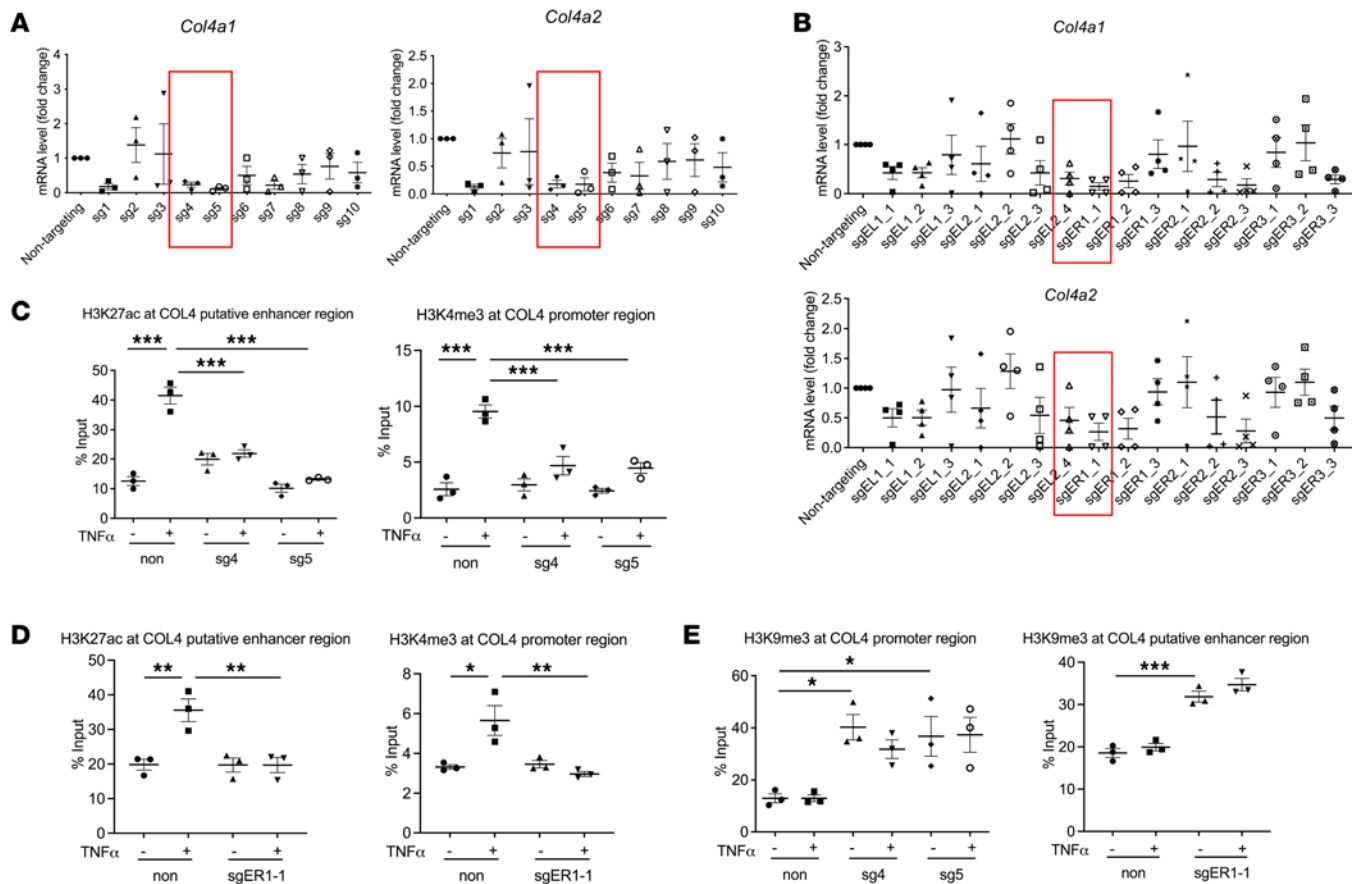 A
Col4a1
mRNA level (fold change)
4
3
2
1
0
Non-targeting
sg1
sg2
sg3
sg4
sg5
sg6
sg7
sg8
sg9
sg10
Col4a2
mRNA level (fold change)
2.5
2.0
1.5
1.0
0.5
0.0
Non-targeting
sg1
sg2
sg3
sg4
sg5
sg6
sg7
sg8
sg9
sg10
B
Col4a1
mRNA level (fold change)
3
2
1
0
Non-targeting
sgEL1_1
sgEL1_2
sgEL1_3
sgEL2_1
sgEL2_2
sgEL2_3
sgEL2_4
sgER1_1
sgER1_2
sgER1_3
sgER2_1
sgER2_2
sgER2_3
sgER3_1
sgER3_2
sgER3_3
Col4a2
mRNA level (fold change)
2.5
2.0
1.5
1.0
0.5
0.0
Non-targeting
sgEL1_1
sgEL1_2
sgEL1_3
sgEL2_1
sgEL2_2
sgEL2_3
sgEL2_4
sgER1_1
sgER1_2
sgER1_3
sgER2_1
sgER2_2
sgER2_3
sgER3_1
sgER3_2
sgER3_3
C
H3K27ac at COL4 putative enhancer region
*** ***
***
% Input
50
40
30
20
10
0
TNFα - + - + - +
non sg4 sg5
H3K4me3 at COL4 promoter region
*** ***
***
% Input
15
10
5
0
TNFα - + - + - +
non sg4 sg5
D
H3K27ac at COL4 putative enhancer region
** **
% Input
50
40
30
20
10
0
TNFα - + - +
non sgER1-1
H3K4me3 at COL4 promoter region
* **
% Input
8
6
4
2
0
TNFα - + - +
non sgER1-1
E
H3K9me3 at COL4 promoter region
*
*
% Input
60
40
20
0
TNFα - + - + - +
non sg4 sg5
H3K9me3 at COL4 putative enhancer region
***
% Input
40
30
20
10
0
TNFα - + - +
non sgER1-1